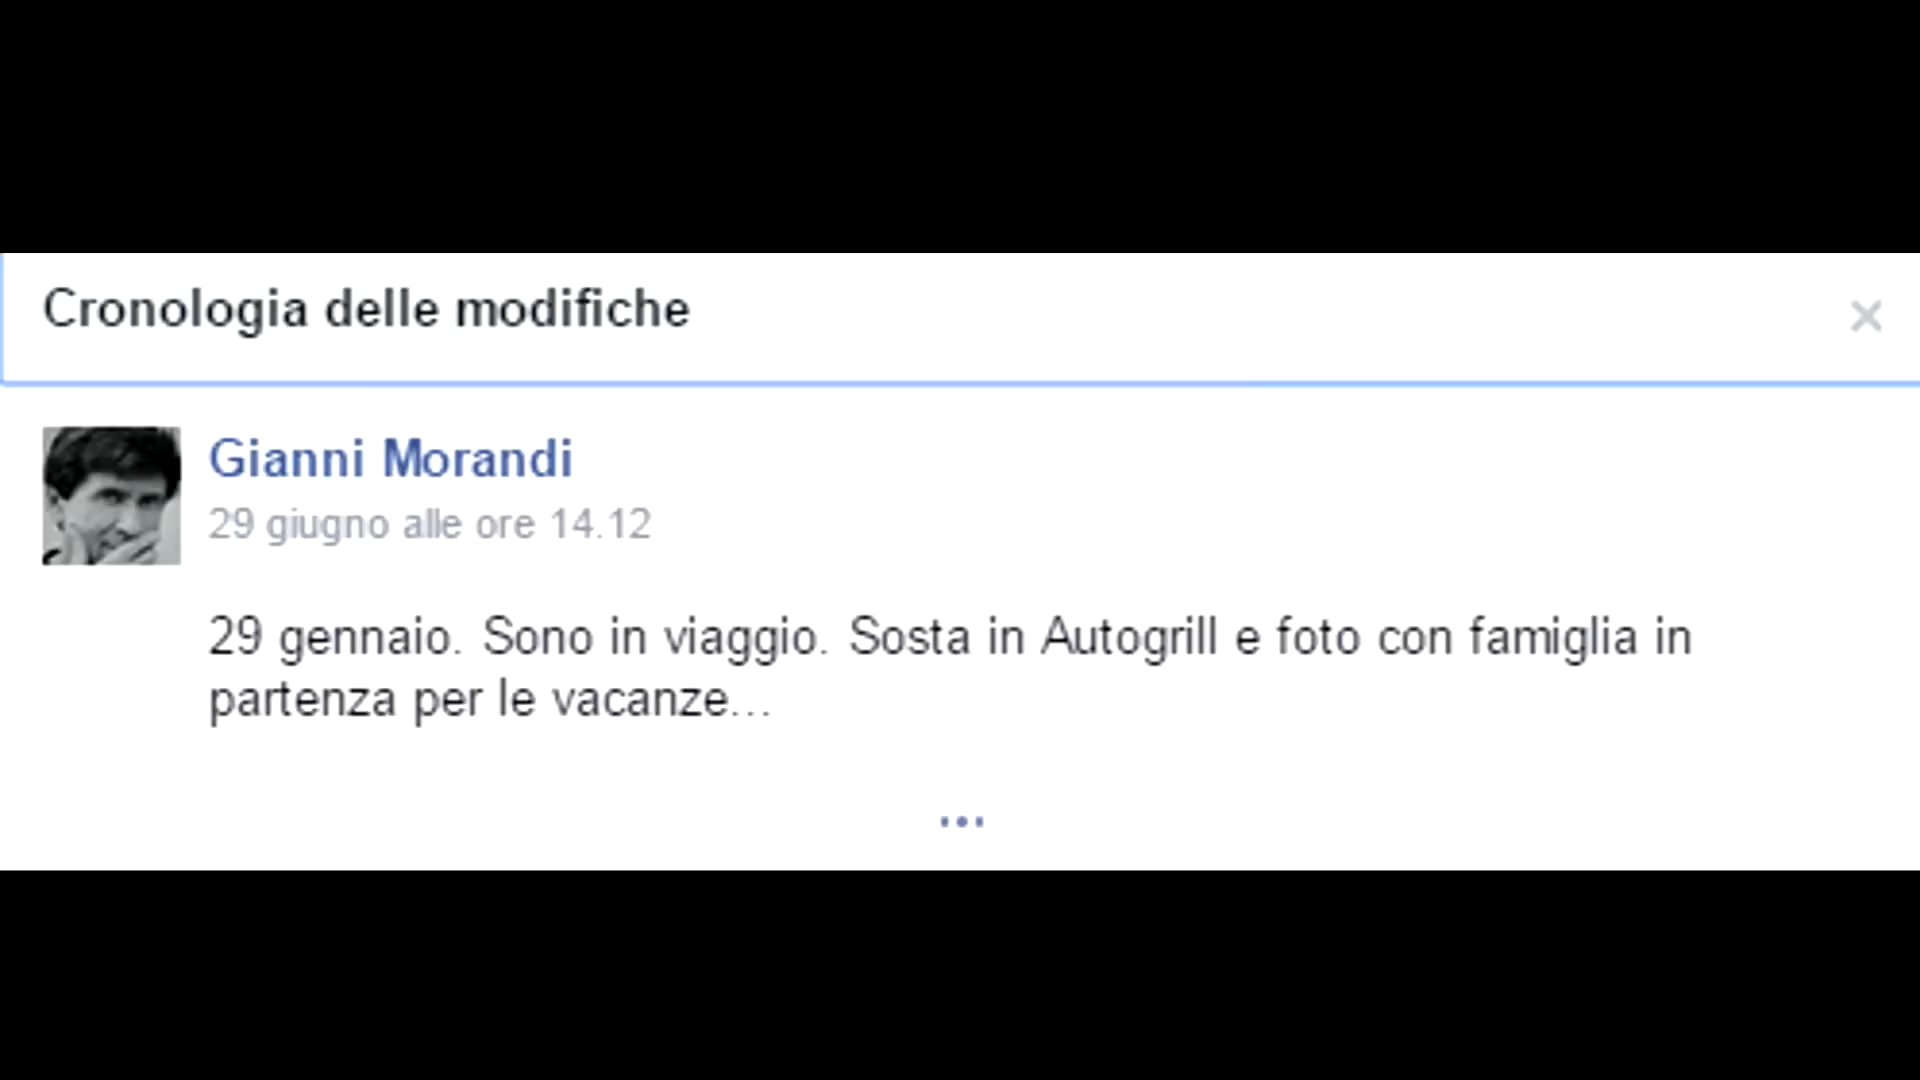 Cronologia delle modifiche
Gianni Morandi
29 giugno alle ore 14.12
29 gennaio. Sono in viaggio. Sosta in Autogrill e foto con famiglia in
partenza per le vacanze...